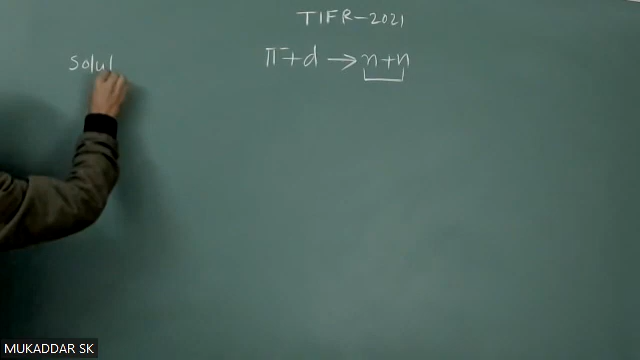 TIFR-2021
π⁻+d → n+n
Solul
MUKADDAR SK